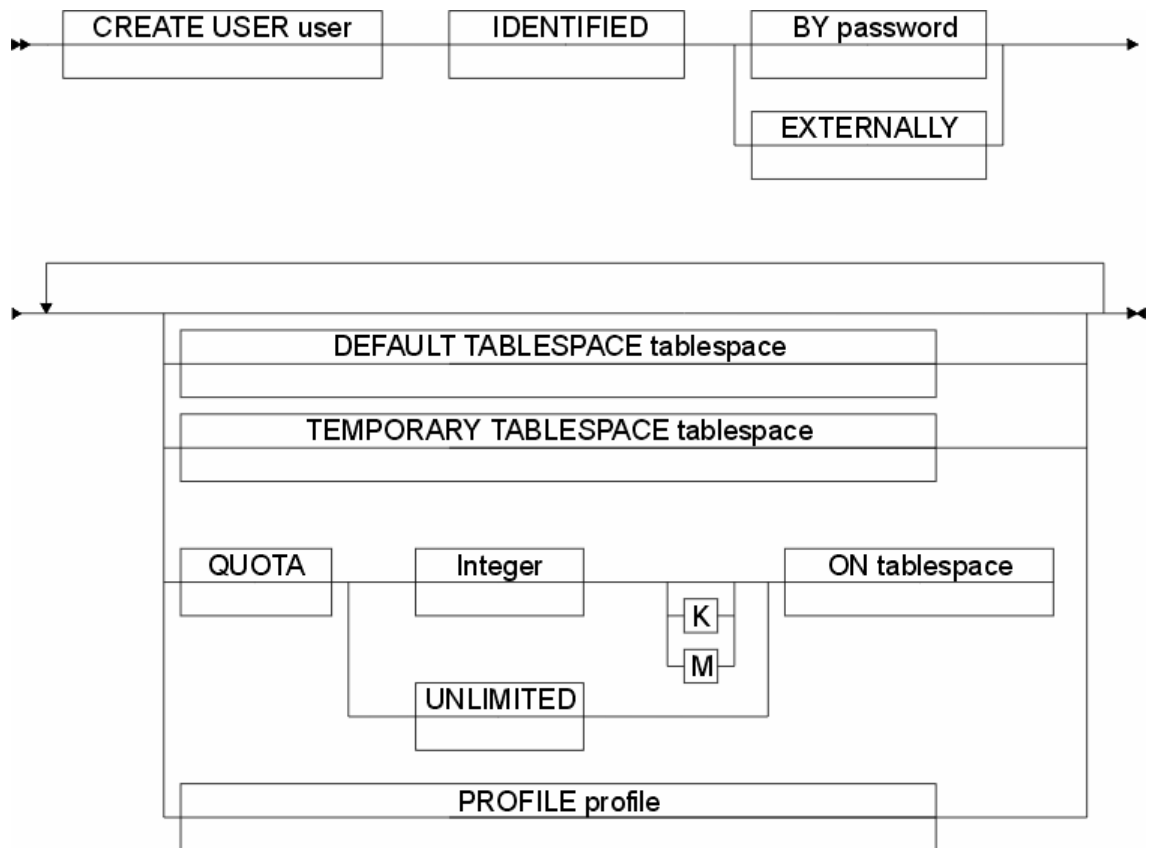 CREATE USER user
IDENTIFIED
BY password
EXTERNALLY
DEFAULT TABLESPACE tablespace
TEMPORARY TABLESPACE tablespace
QUOTA
Integer
K
M
ON tablespace
UNLIMITED
PROFILE profile